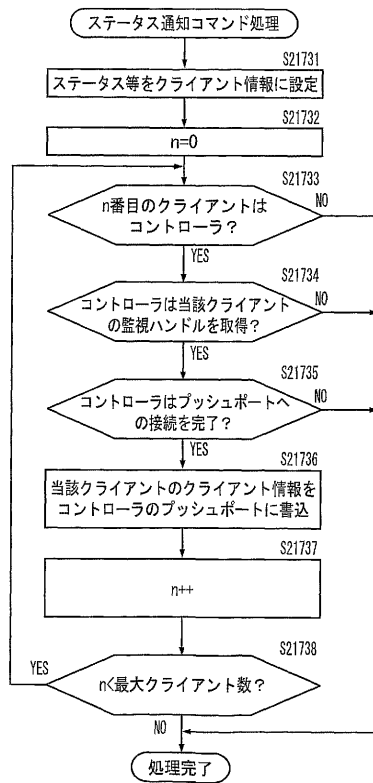 ステータス通知コマンド処理
S21731
ステータス等をクライアント情報に設定
S21732
n=0
S21733
n番目のクライアントは
コントローラ？
NO
YES
S21734
コントローラは当該クライアント
の監視ハンドルを取得？
NO
YES
S21735
コントローラはプッシュポートへ
の接続を完了？
NO
YES
S21736
当該クライアントのクライアント情報を
コントローラのプッシュポートに書込
S21737
n++
S21738
YES
n<最大クライアント数？
NO
処理完了